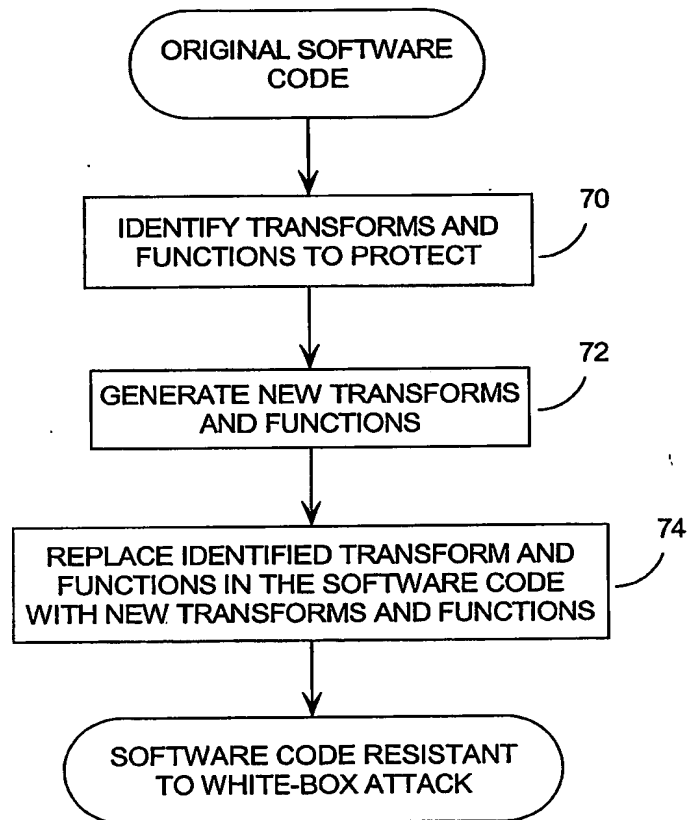 ORIGINAL SOFTWARE
CODE
70
IDENTIFY TRANSFORMS AND
FUNCTIONS TO PROTECT
72
GENERATE NEW TRANSFORMS
AND FUNCTIONS
74
REPLACE IDENTIFIED TRANSFORM AND
FUNCTIONS IN THE SOFTWARE CODE
WITH NEW TRANSFORMS AND FUNCTIONS
SOFTWARE CODE RESISTANT
TO WHITE-BOX ATTACK